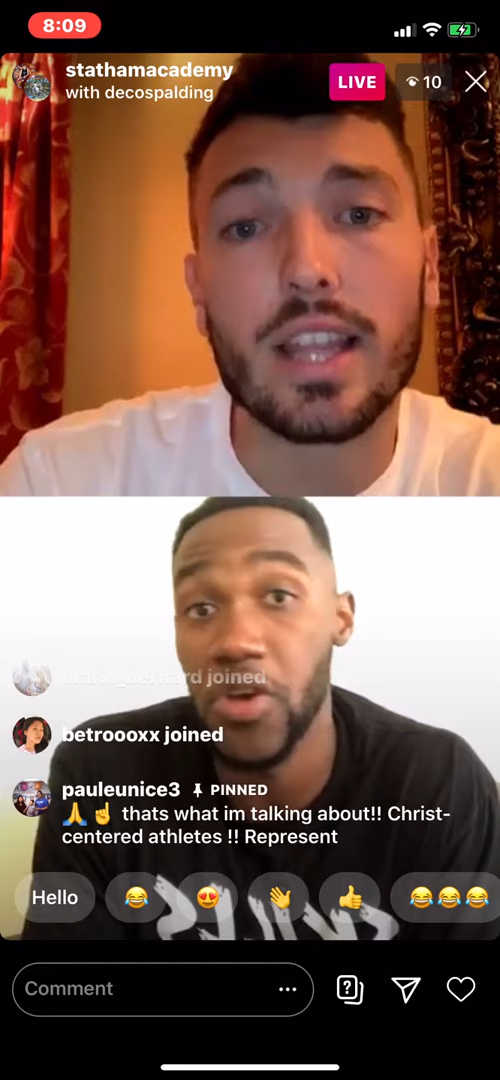 8:09
stathamacademy
with decospalding
LIVE
10
mario_bernard joined
betroooxx joined
pauleunice3 PINNED
🙏☝️ thats what im talking about!! Christ-
centered athletes !! Represent
Hello 😂 😍 👋 👍 😂😂😂
Comment